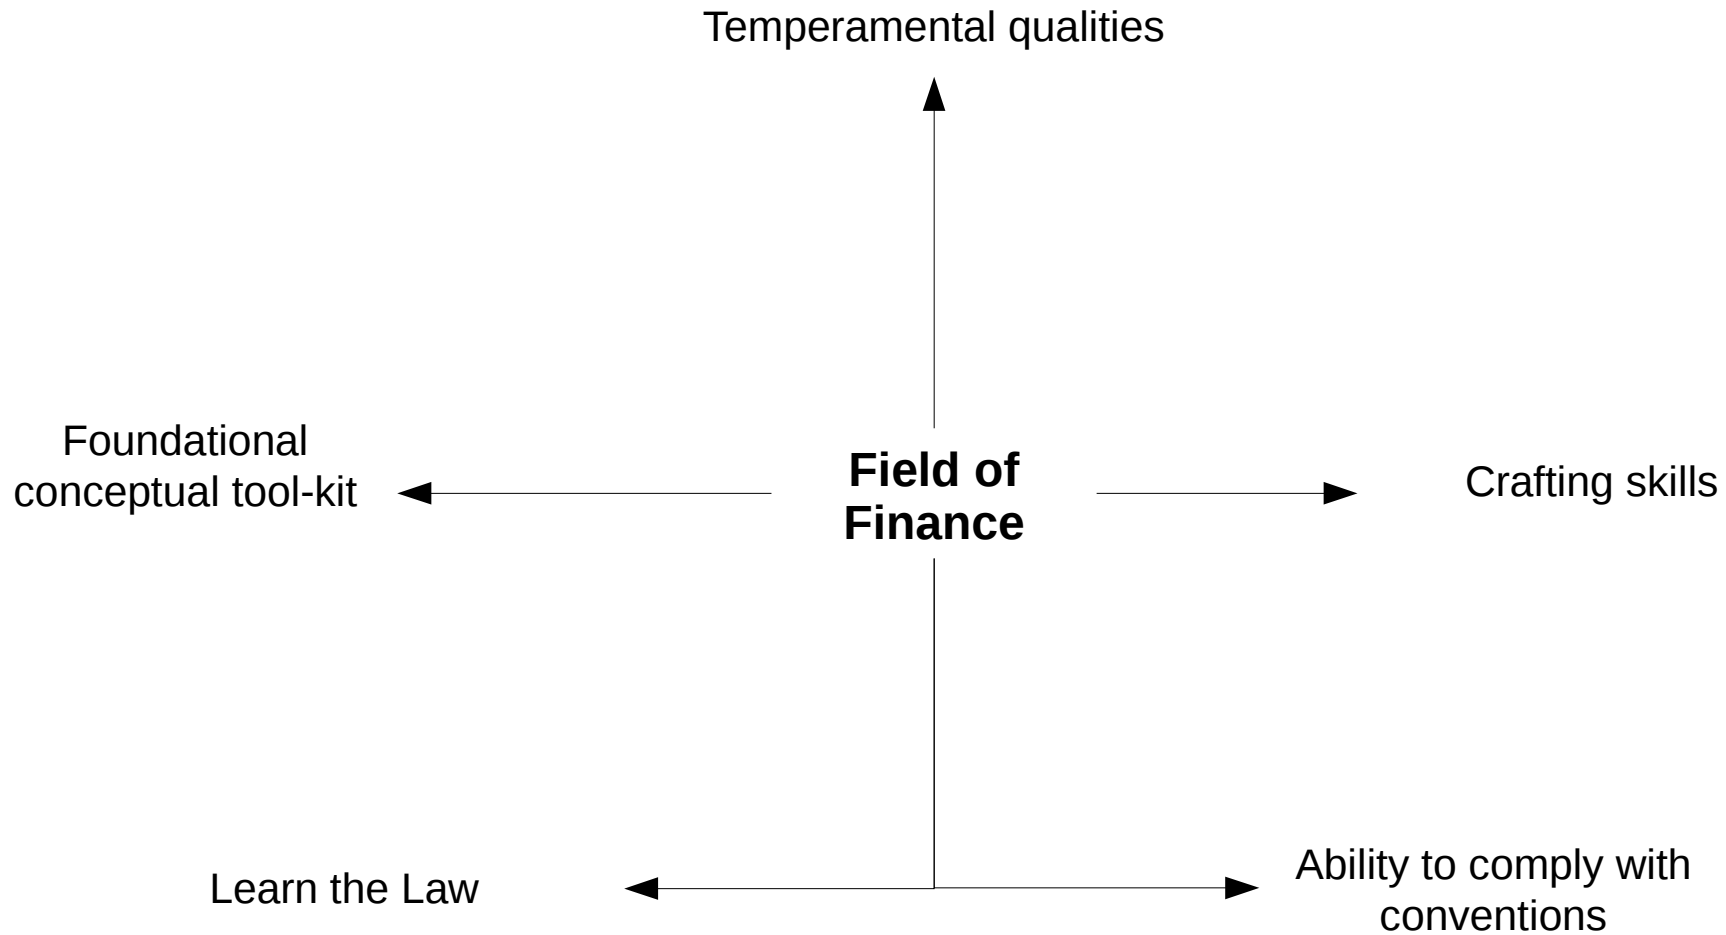 Temperamental qualities
Foundational
conceptual tool-kit
Field of
Finance
Crafting skills
Learn the Law
Ability to comply with
conventions